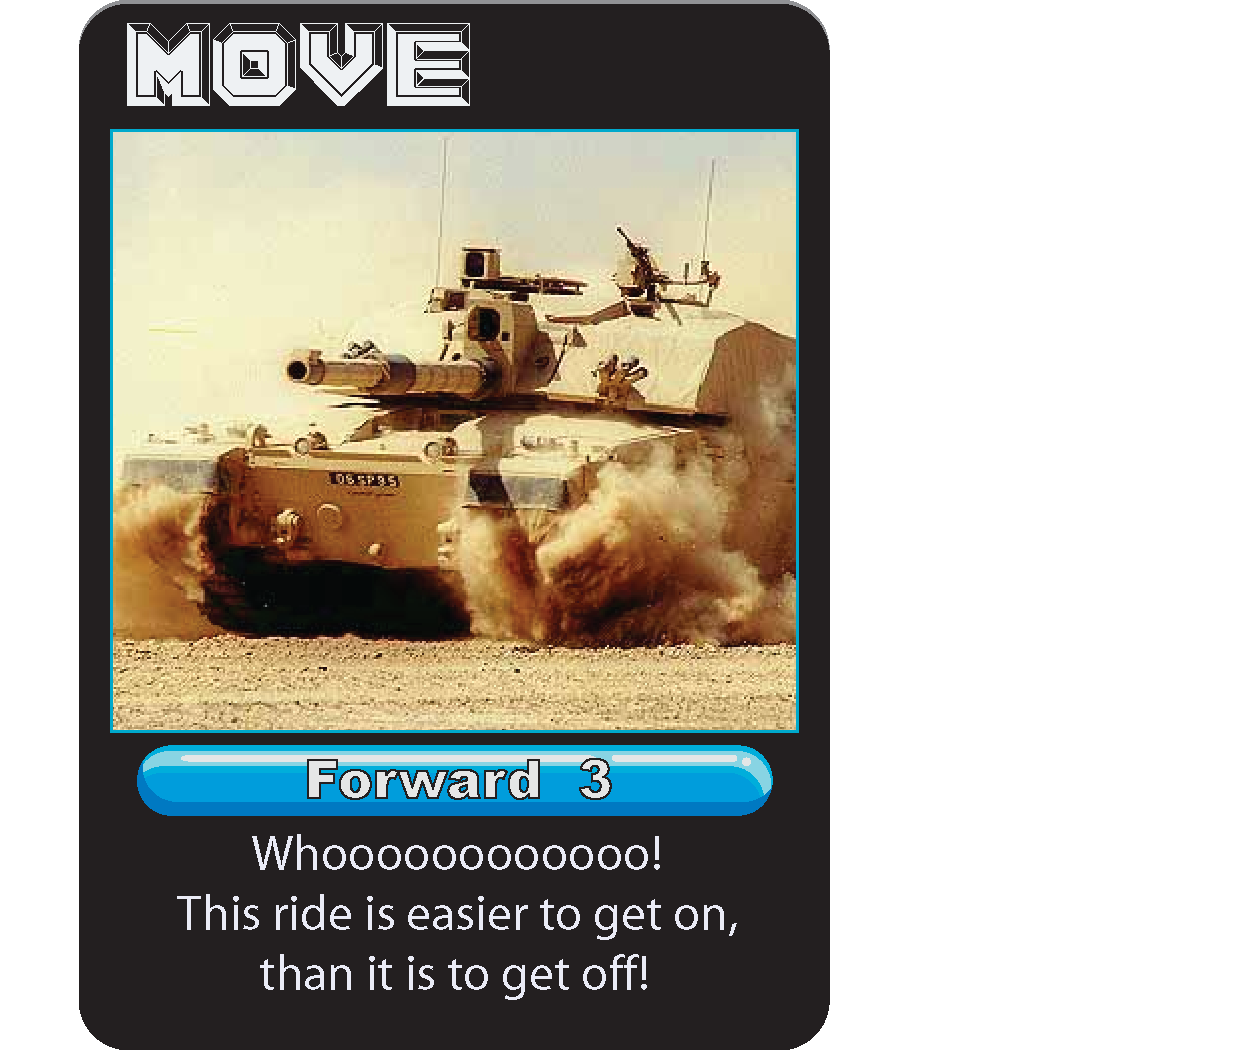 MOVE
Forward 3
Whoooooooooooo!
This ride is easier to get on,
than it is to get off!